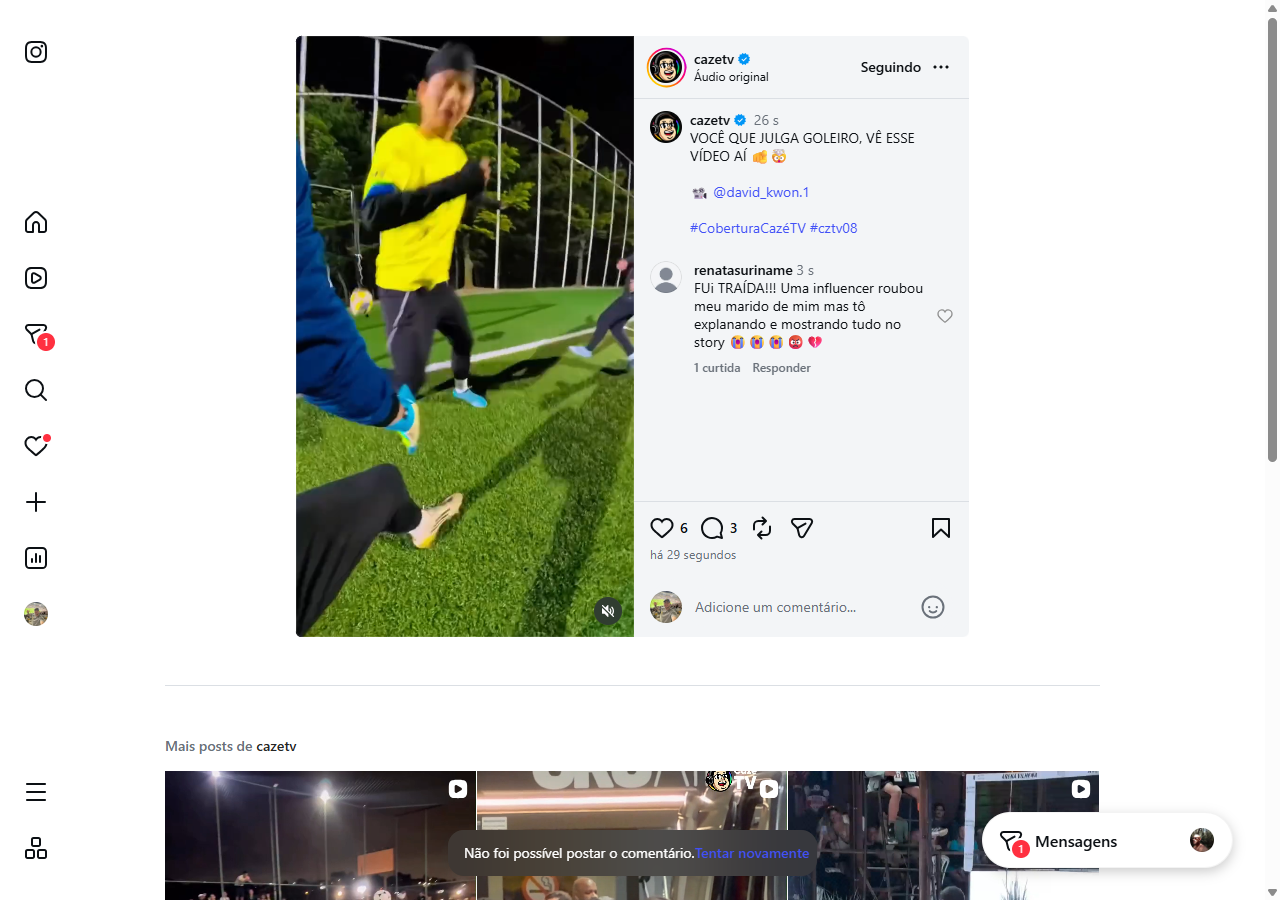 cazetv
Áudio original
Seguindo
cazetv 26 s
VOCÊ QUE JULGA GOLEIRO, VÊ ESSE
VÍDEO AÍ 🫵🤯
📽️ @david_kwon.1
#CoberturaCazéTV #cztv08
renatasuriname 3 s
FUi TRAÍDA!!! Uma influencer roubou
meu marido de mim mas tô
explanando e mostrando tudo no
story 😭 😭 😭 😡 💔
1 curtida Responder
6 3
há 29 segundos
Adicione um comentário...
1
Mais posts de cazetv
TV
Não foi possível postar o comentário.Tentar novamente
1
Mensagens